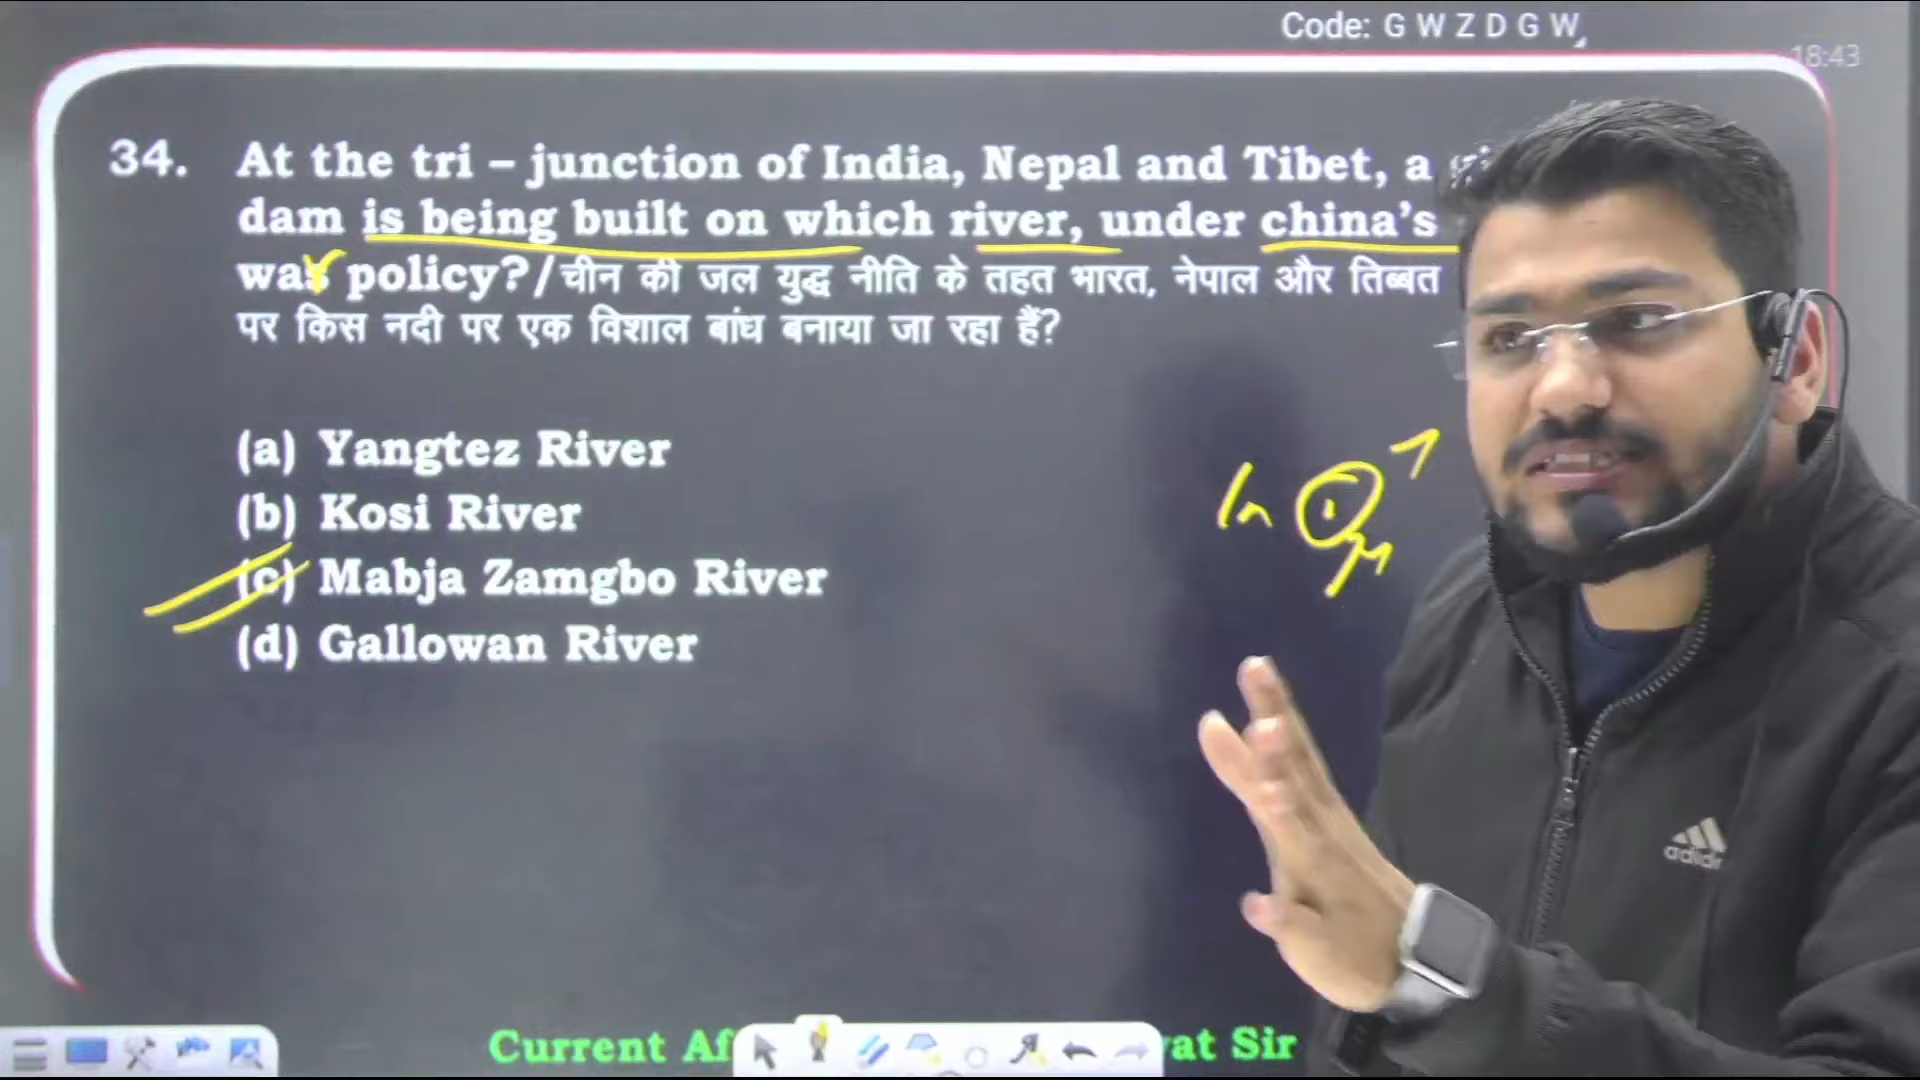 Code: G W Z D G W
18:43
34. At the tri – junction of India, Nepal and Tibet, a
dam is being built on which river, under china's
was policy?/चीन की जल युद्ध नीति के तहत भारत, नेपाल और तिब्बत
पर किस नदी पर एक विशाल बांध बनाया जा रहा हैं?
(a) Yangtez River
(b) Kosi River
(c) Mabja Zamgbo River
(d) Gallowan River
In
adidas
Current Af
at Sir